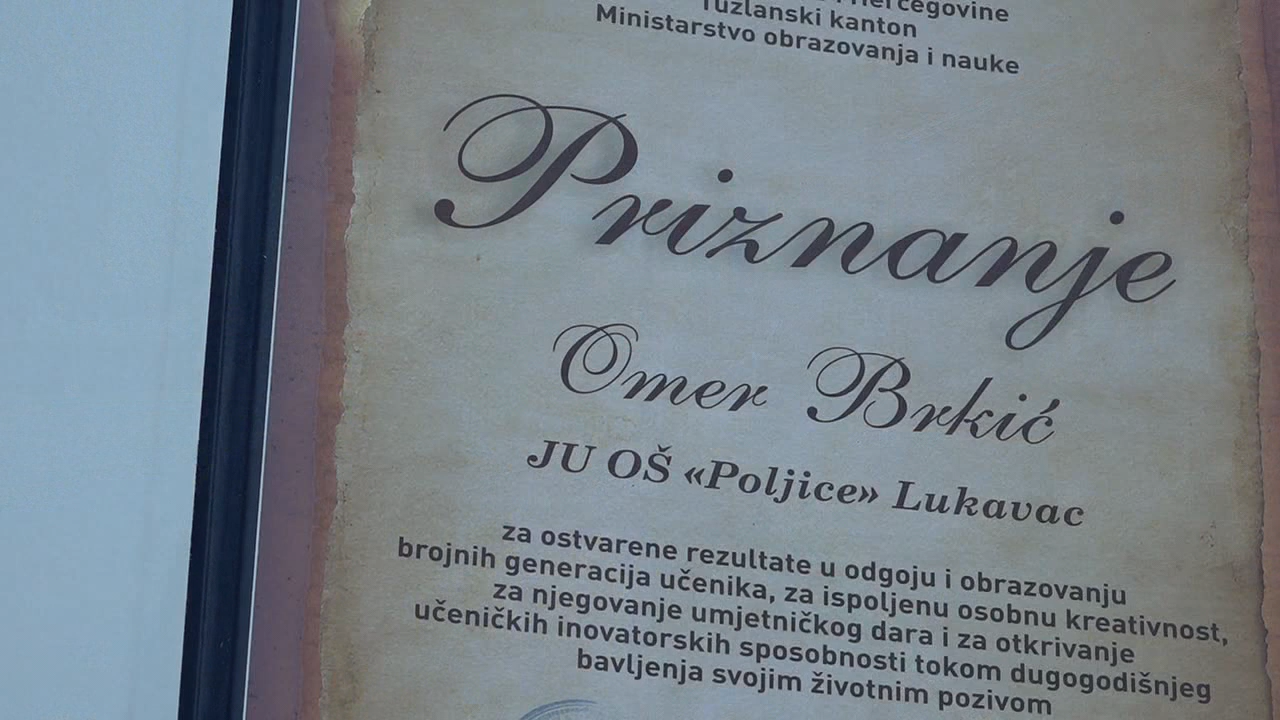 Hercegovine
Tuzlanski kanton
Ministarstvo obrazovanja i nauke
Priznanje
Omer Brkić
JU OŠ «Poljice» Lukavac
za ostvarene rezultate u odgoju i obrazovanju
brojnih generacija učenika, za ispoljenu osobnu kreativnost,
za njegovanje umjetničkog dara i za otkrivanje
učeničkih inovatorskih sposobnosti tokom dugogodišnjeg
bavljenja svojim životnim pozivom